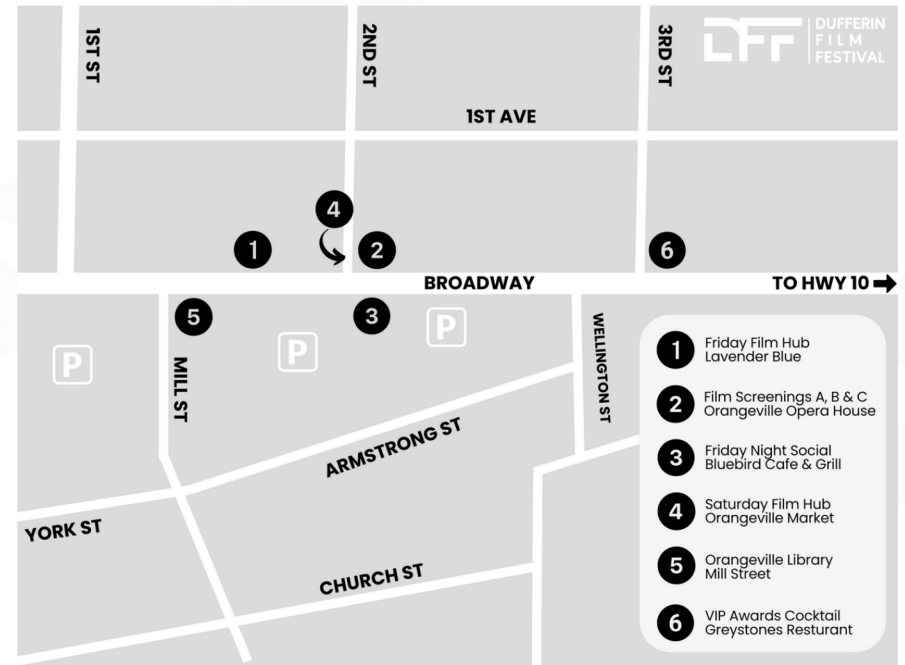 1ST ST
2ND ST
3RD ST
DFF
DUFFERIN
FILM
FESTIVAL
1ST AVE
4
1
2
6
BROADWAY
TO HWY 10
5
3
P
P
P
MILL ST
WELLINGTON ST
ARMSTRONG ST
YORK ST
CHURCH ST
1
Friday Film Hub
Lavender Blue
2
Film Screenings A, B & C
Orangeville Opera House
3
Friday Night Social
Bluebird Cafe & Grill
4
Saturday Film Hub
Orangeville Market
5
Orangeville Library
Mill Street
6
VIP Awards Cocktail
Greystones Resturant